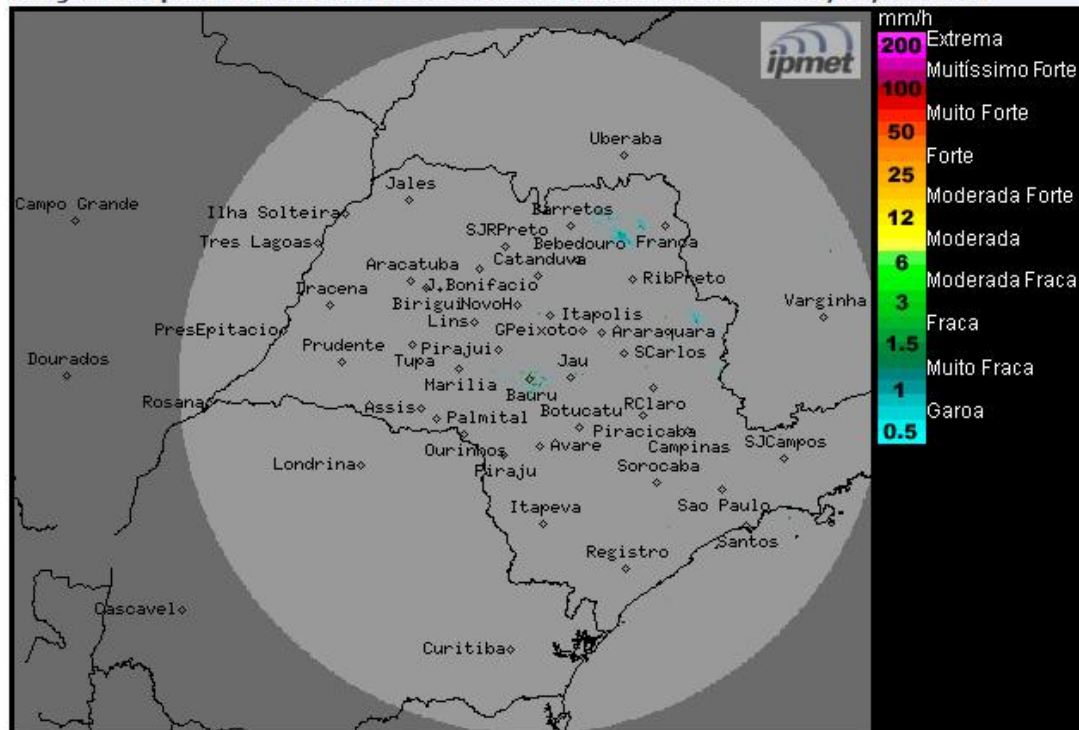 mm/h
ipmet
200 Extrema
Muitíssimo Forte
100
Muito Forte
50
Forte
25
Moderada Forte
12
Moderada
6
Moderada Fraca
3
Fraca
1.5
Muito Fraca
1
Garoa
0.5
Uberaba
Jales
Campo Grande
Ilha Solteira
Barretos
Tres Lagoas
SJRPreto
Bebedouro
Franca
Aracatuba
Catanduva
J.Bonifacio
RibPreto
Dracena
Birigui
NovoH
Itapolis
Varginha
PresEpitacio
Lins
GPeixoto
Araraquara
Dourados
Prudente
Pirajui
SCarlos
Tupa
Jau
Marilia
Bauru
Rosana
Assis
Palmital
Botucatu
RClaro
Piracicaba
Ourinhos
Avare
Campinas
SJCampos
Londrina
Piraju
Sorocaba
Itapeva
Sao Paulo
Santos
Registro
Cascavel
Curitiba